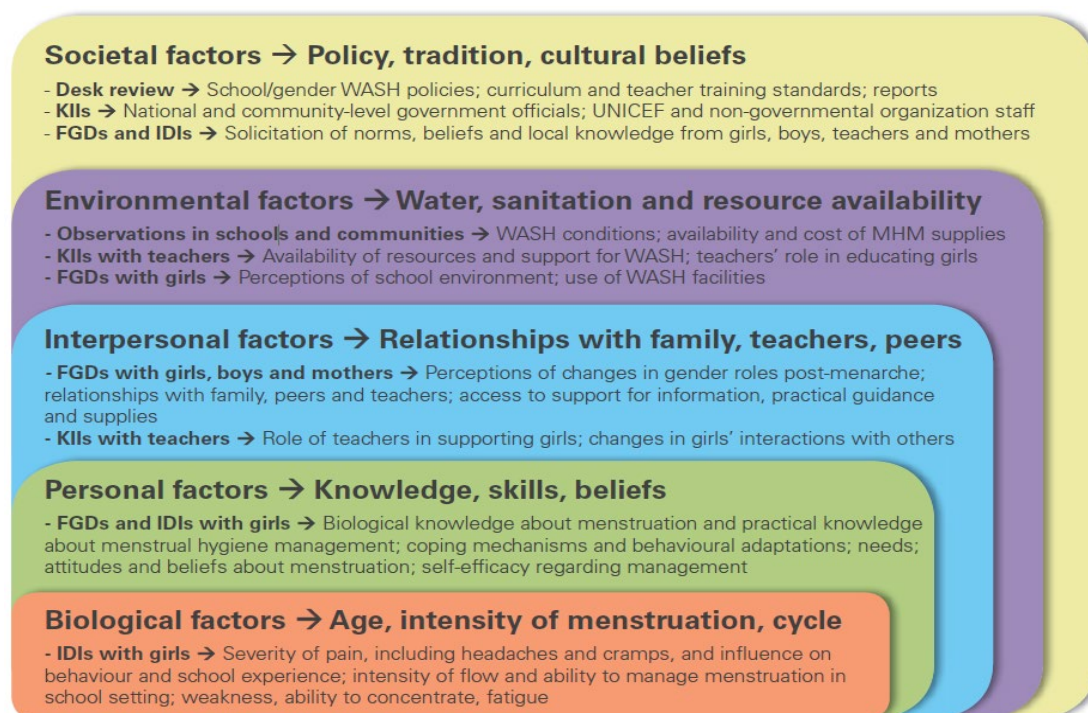 Societal factors → Policy, tradition, cultural beliefs
- Desk review → School/gender WASH policies; curriculum and teacher training standards; reports
- KIIs → National and community-level government officials; UNICEF and non-governmental organization staff
- FGDs and IDIs → Solicitation of norms, beliefs and local knowledge from girls, boys, teachers and mothers
Environmental factors → Water, sanitation and resource availability
- Observations in schools and communities → WASH conditions; availability and cost of MHM supplies
- KIIs with teachers → Availability of resources and support for WASH; teachers’ role in educating girls
- FGDs with girls → Perceptions of school environment; use of WASH facilities
Interpersonal factors → Relationships with family, teachers, peers
- FGDs with girls, boys and mothers → Perceptions of changes in gender roles post-menarche;
relationships with family, peers and teachers; access to support for information, practical guidance
and supplies
- KIIs with teachers → Role of teachers in supporting girls; changes in girls’ interactions with others
Personal factors → Knowledge, skills, beliefs
- FGDs and IDIs with girls → Biological knowledge about menstruation and practical knowledge
about menstrual hygiene management; coping mechanisms and behavioural adaptations; needs;
attitudes and beliefs about menstruation; self-efficacy regarding management
Biological factors → Age, intensity of menstruation, cycle
- IDIs with girls → Severity of pain, including headaches and cramps, and influence on
behaviour and school experience; intensity of flow and ability to manage menstruation in
school setting; weakness, ability to concentrate, fatigue